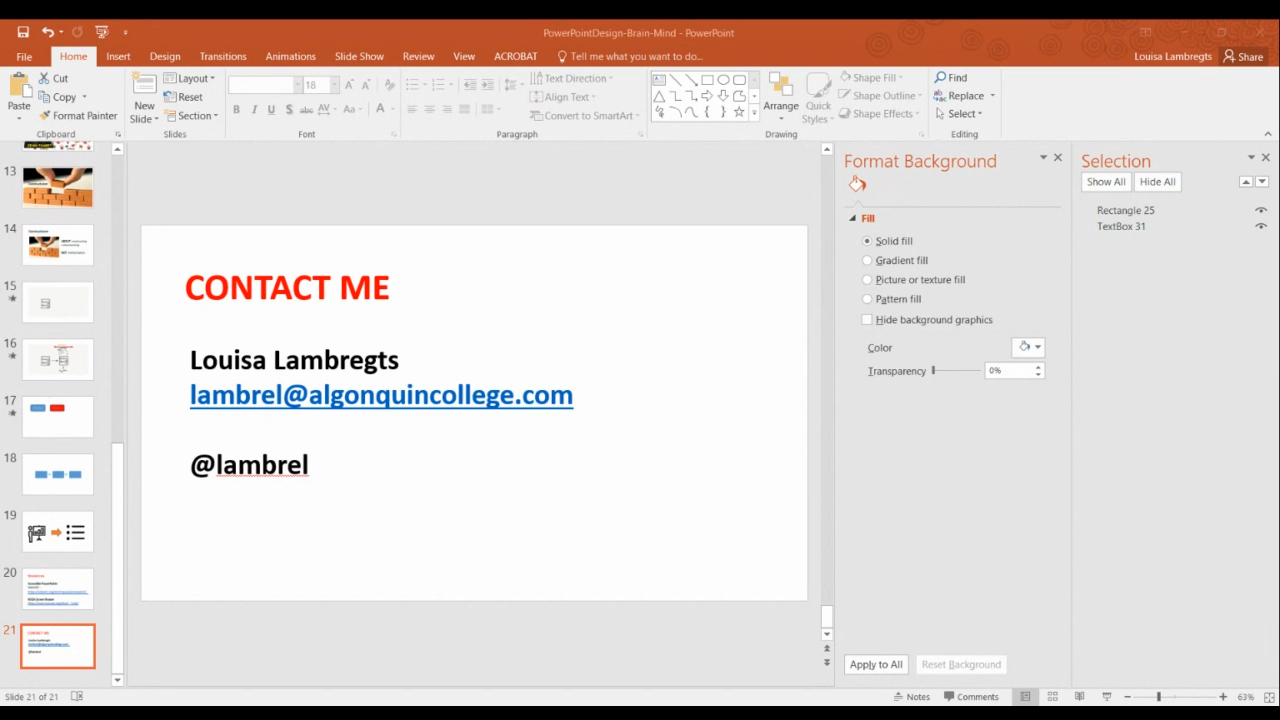 PowerPointDesign-Brain-Mind - PowerPoint
File Home Insert Design Transitions Animations Slide Show Review View ACROBAT Tell me what you want to do... Louisa Lambregts Share
Paste
Cut
Copy
Format Painter
Clipboard
New Slide
Layout
Reset
Section
Slides
18
B I U S abc AV Aa A
Font
Text Direction
Align Text
Convert to SmartArt
Paragraph
Arrange
Quick Styles
Shape Fill
Shape Outline
Shape Effects
Drawing
Find
Replace
Select
Editing
13
14
15
16
17
18
19
20
21
CONTACT ME
Louisa Lambregts
lambrel@algonquincollege.com
@lambrel
Format Background
Fill
Solid fill
Gradient fill
Picture or texture fill
Pattern fill
Hide background graphics
Color
Transparency 0%
Apply to All Reset Background
Selection
Show All Hide All
Rectangle 25
TextBox 31
Slide 21 of 21 Notes Comments 63%